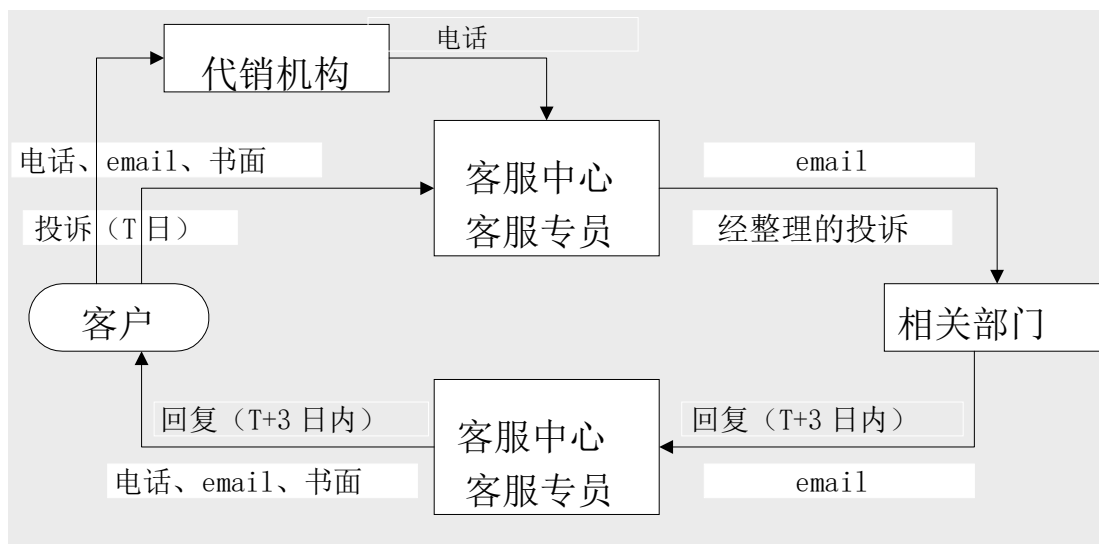 电话
代销机构
电话、email、书面
客服中心
客服专员
email
投诉（T 日）
经整理的投诉
客户
相关部门
回复（T+3 日内）
客服中心
客服专员
回复（T+3 日内）
电话、email、书面
email